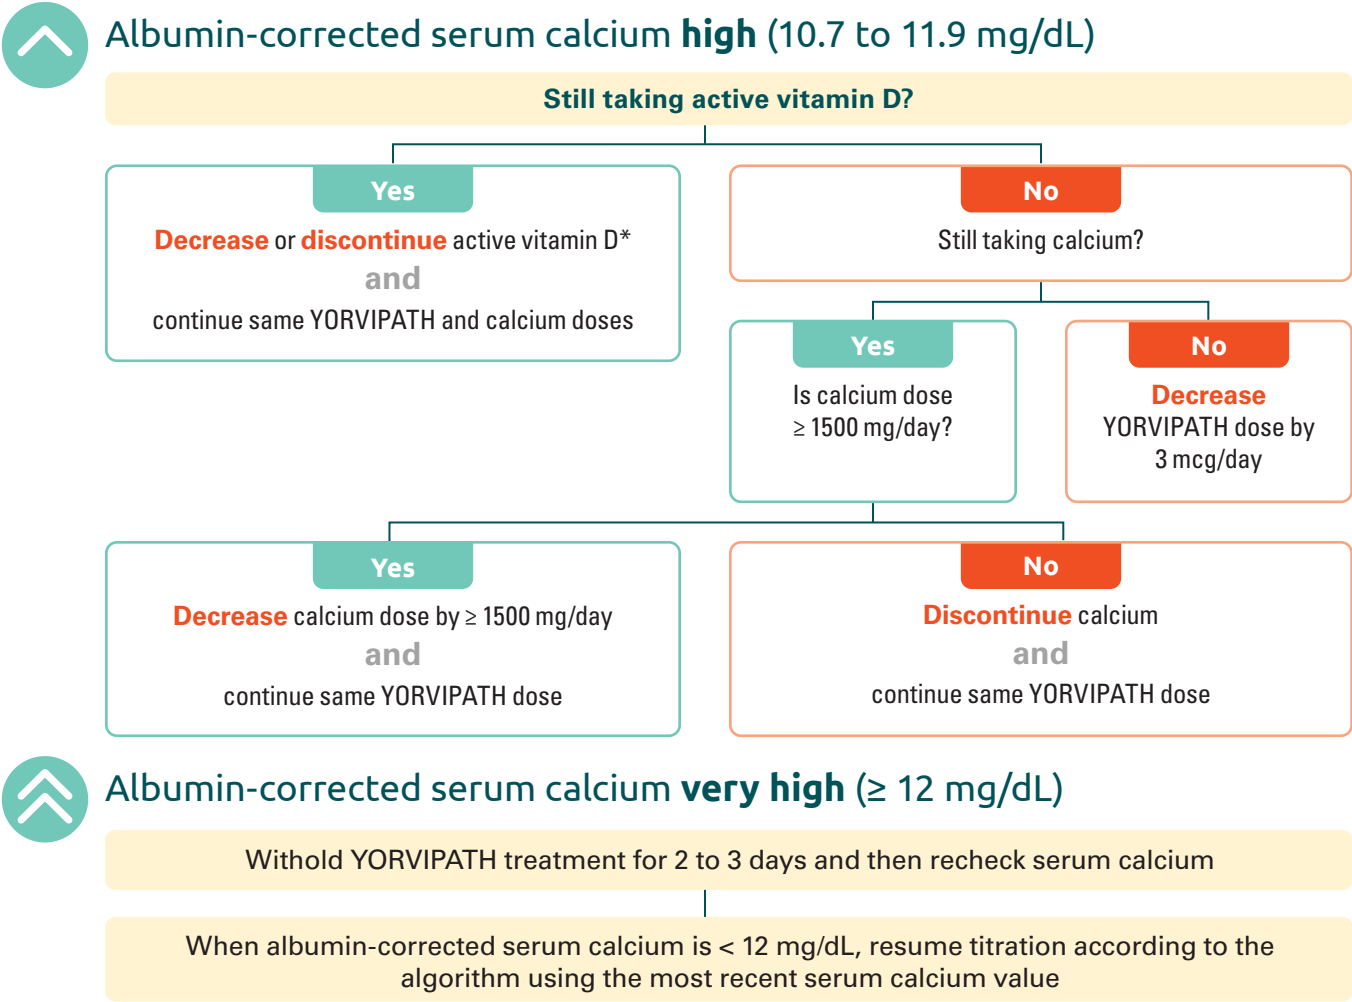 Albumin-corrected serum calcium high (10.7 to 11.9 mg/dL)
Still taking active vitamin D?
Yes
Decrease or discontinue active vitamin D*
and
continue same YORVIPATH and calcium doses
No
Still taking calcium?
Yes
Is calcium dose
≥ 1500 mg/day?
No
Decrease
YORVIPATH dose by
3 mcg/day
Yes
Decrease calcium dose by ≥ 1500 mg/day
and
continue same YORVIPATH dose
No
Discontinue calcium
and
continue same YORVIPATH dose
Albumin-corrected serum calcium very high (≥ 12 mg/dL)
Withold YORVIPATH treatment for 2 to 3 days and then recheck serum calcium
When albumin-corrected serum calcium is < 12 mg/dL, resume titration according to the
algorithm using the most recent serum calcium value